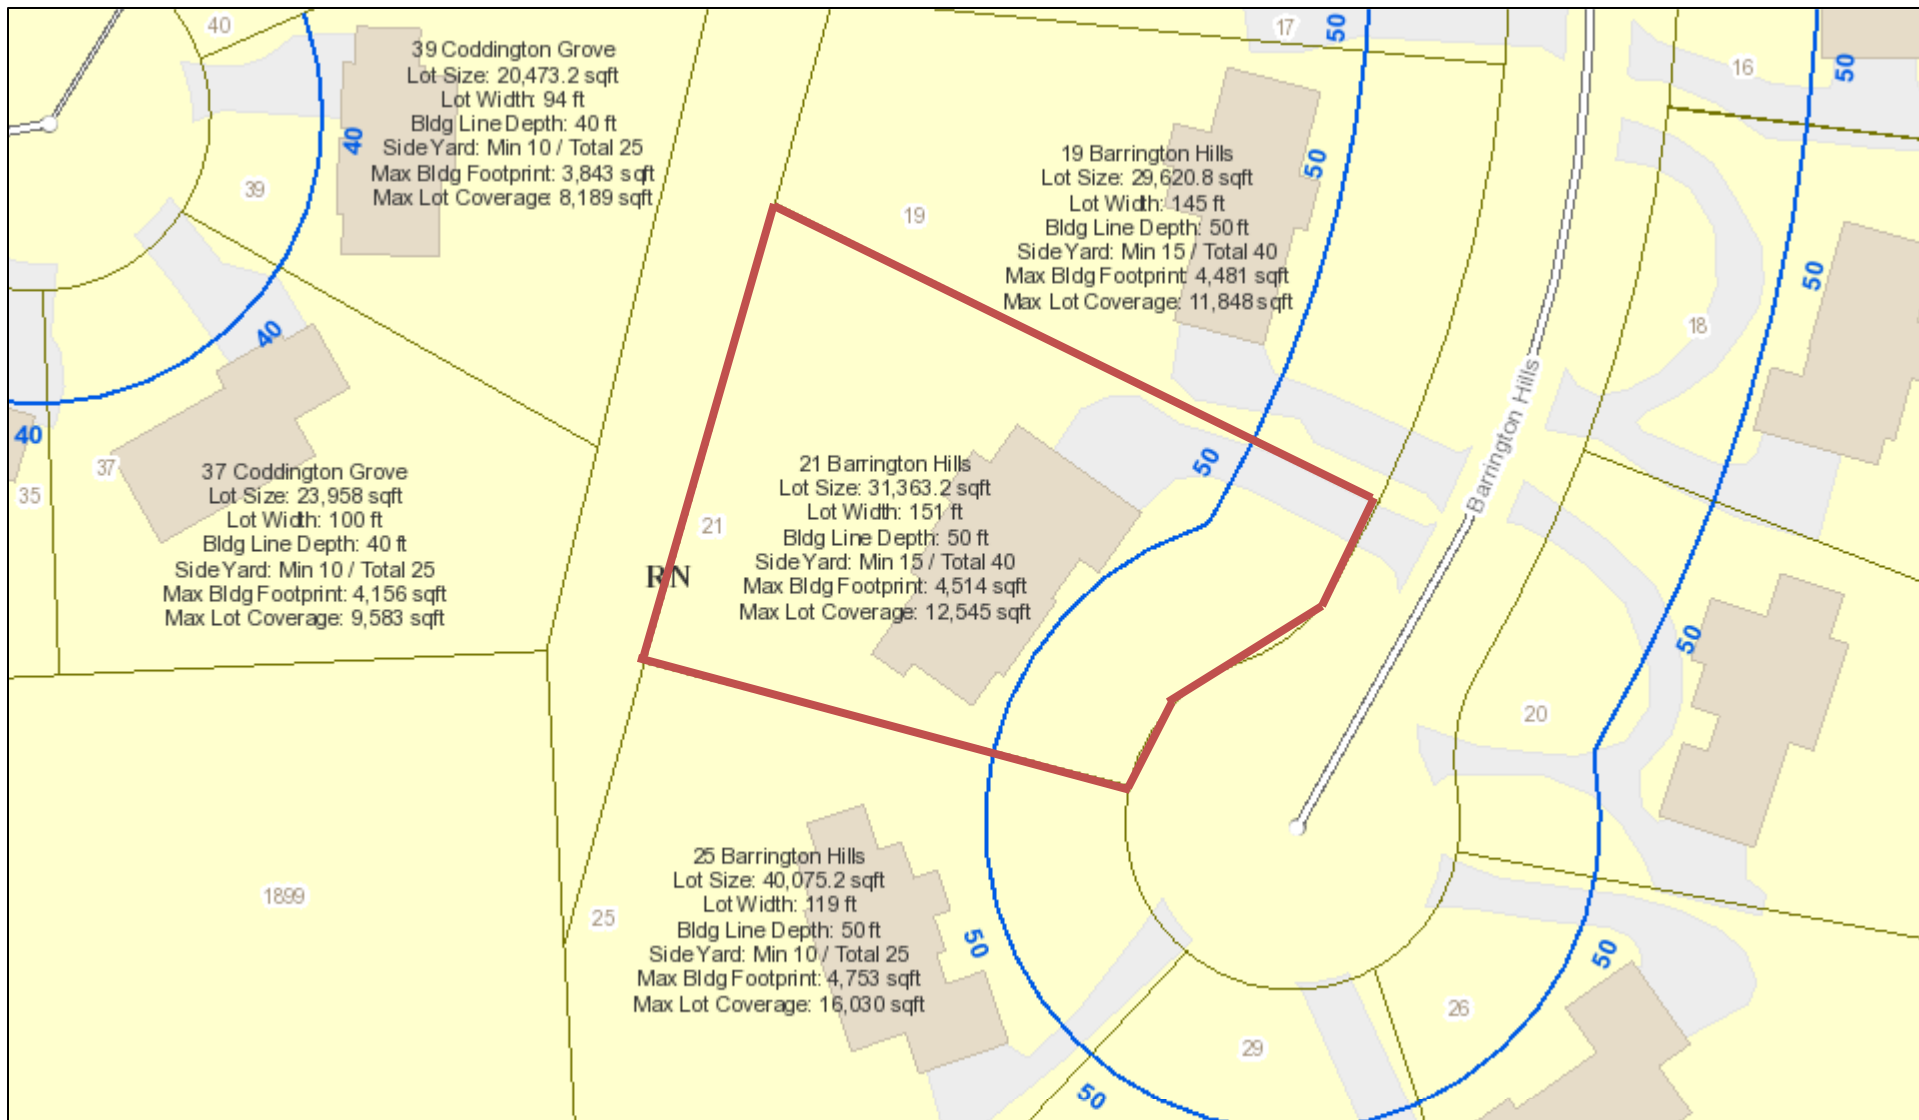 40
39 Coddington Grove
Lot Size: 20,473.2 sqft
Lot Width: 94 ft
Bldg Line Depth: 40 ft
Side Yard: Min 10 / Total 25
Max Bldg Footprint: 3,843 sqft
Max Lot Coverage: 8,189 sqft
40
39
17
50
16
50
19 Barrington Hills
Lot Size: 29,620.8 sqft
Lot Width: 145 ft
Bldg Line Depth: 50 ft
Side Yard: Min 15 / Total 40
Max Bldg Footprint: 4,481 sqft
Max Lot Coverage: 11,848 sqft
50
19
50
18
40
40
37
35
37 Coddington Grove
Lot Size: 23,958 sqft
Lot Width: 100 ft
Bldg Line Depth: 40 ft
Side Yard: Min 10 / Total 25
Max Bldg Footprint: 4,156 sqft
Max Lot Coverage: 9,583 sqft
21 Barrington Hills
Lot Size: 31,363.2 sqft
Lot Width: 151 ft
Bldg Line Depth: 50 ft
Side Yard: Min 15 / Total 40
Max Bldg Footprint: 4,514 sqft
Max Lot Coverage: 12,545 sqft
50
21
RN
Barrington Hills
50
20
25 Barrington Hills
Lot Size: 40,075.2 sqft
Lot Width: 119 ft
Bldg Line Depth: 50 ft
Side Yard: Min 10 / Total 25
Max Bldg Footprint: 4,753 sqft
Max Lot Coverage: 16,030 sqft
1899
25
50
50
26
29
50